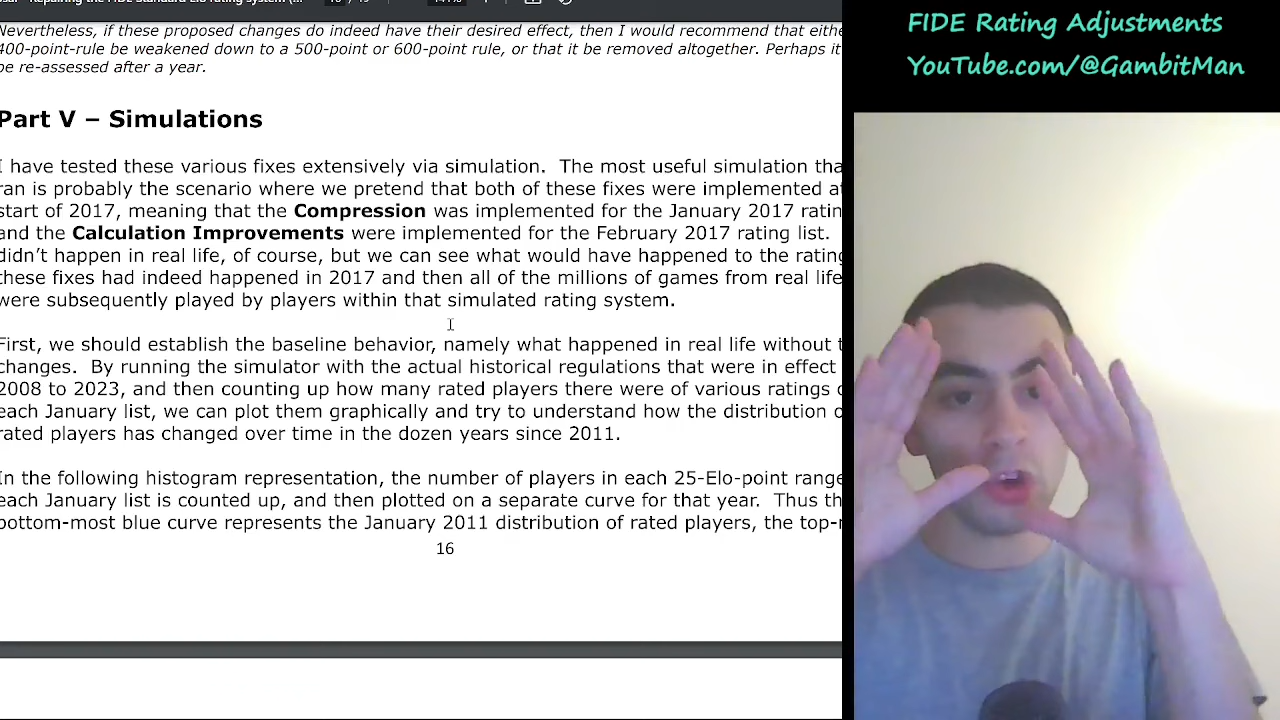 Repairing the FIDE Standard Elo rating system (...
Nevertheless, if these proposed changes do indeed have their desired effect, then I would recommend that
400-point-rule be weakened down to a 500-point or 600-point rule, or that it be removed altogether. Perhaps
be re-assessed after a year.
Part V – Simulations
I have tested these various fixes extensively via simulation. The most useful simulation
ran is probably the scenario where we pretend that both of these fixes were implemented
start of 2017, meaning that the Compression was implemented for the January 2017
and the Calculation Improvements were implemented for the February 2017 rating list.
didn't happen in real life, of course, but we can see what would have happened to the
these fixes had indeed happened in 2017 and then all of the millions of games from real life
were subsequently played by players within that simulated rating system.
First, we should establish the baseline behavior, namely what happened in real life without
changes. By running the simulator with the actual historical regulations that were in effect
2008 to 2023, and then counting up how many rated players there were of various ratings
each January list, we can plot them graphically and try to understand how the distribution
rated players has changed over time in the dozen years since 2011.
In the following histogram representation, the number of players in each 25-Elo-point range
each January list is counted up, and then plotted on a separate curve for that year. Thus
bottom-most blue curve represents the January 2011 distribution of rated players, the
16
FIDE Rating Adjustments
YouTube.com/@GambitMan